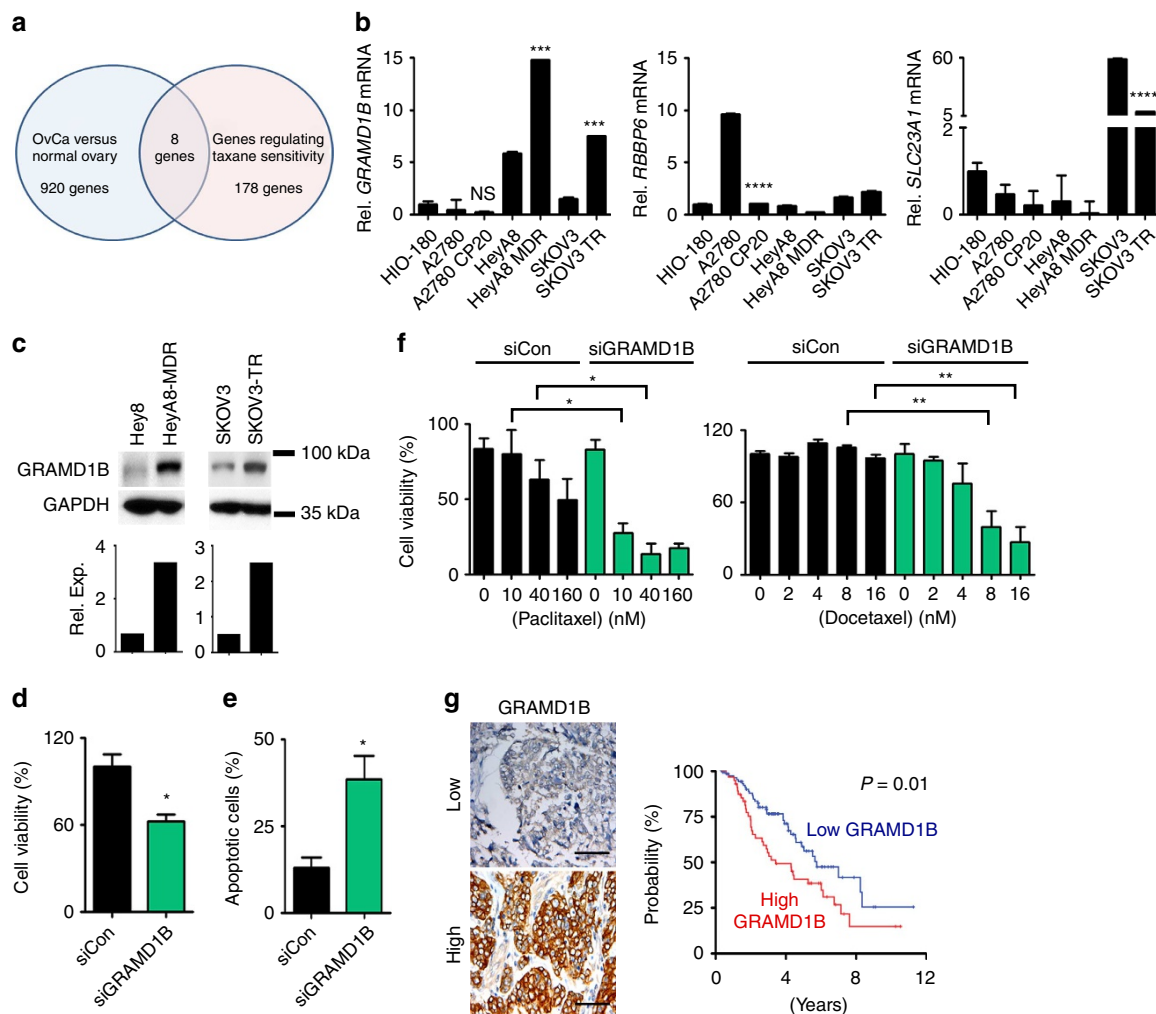 a
OvCa versus
normal ovary
920 genes
8
genes
Genes regulating
taxane sensitivity
178 genes
b
Rel. GRAMD1B mRNA
15
10
5
0
NS
***
***
HIO-180
A2780
A2780 CP20
HeyA8
HeyA8 MDR
SKOV3
SKOV3 TR
Rel. RBBP6 mRNA
15
10
5
0
****
HIO-180
A2780
A2780 CP20
HeyA8
HeyA8 MDR
SKOV3
SKOV3 TR
Rel. SLC23A1 mRNA
60
5
2
0
****
HIO-180
A2780
A2780 CP20
HeyA8
HeyA8 MDR
SKOV3
SKOV3 TR
c
Hey8
HeyA8-MDR
SKOV3
SKOV3-TR
GRAMD1B
GAPDH
100 kDa
35 kDa
Rel. Exp.
4
2
0
3
2
1
0
f
siCon
siGRAMD1B
*
*
Cell viability (%)
100
50
0
0 10 40 160 0 10 40 160
(Paclitaxel) (nM)
siCon
siGRAMD1B
**
**
120
60
0
0 2 4 8 16 0 2 4 8 16
(Docetaxel) (nM)
d
Cell viability (%)
120
60
0
*
siCon
siGRAMD1B
e
Apoptotic cells (%)
50
25
0
*
siCon
siGRAMD1B
g
GRAMD1B
Low
High
Probability (%)
100
75
50
25
0
P = 0.01
Low GRAMD1B
High
GRAMD1B
0 4 8 12
(Years)